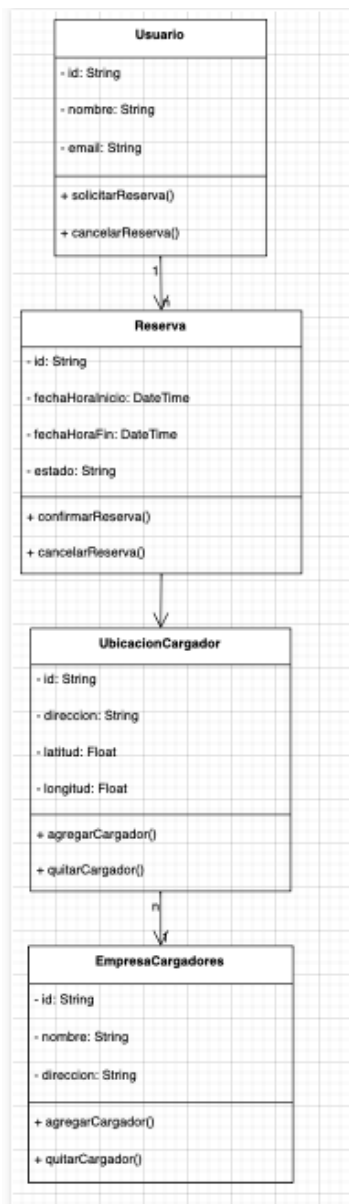 Usuario
- id: String
- nombre: String
- email: String
+ solicitarReserva()
+ cancelarReserva()
1
n
Reserva
- id: String
- fechaHoraInicio: DateTime
- fechaHoraFin: DateTime
- estado: String
+ confirmarReserva()
+ cancelarReserva()
UbicacionCargador
- id: String
- direccion: String
- latitud: Float
- longitud: Float
+ agregarCargador()
+ quitarCargador()
n
1
EmpresaCargadores
- id: String
- nombre: String
- direccion: String
+ agregarCargador()
+ quitarCargador()